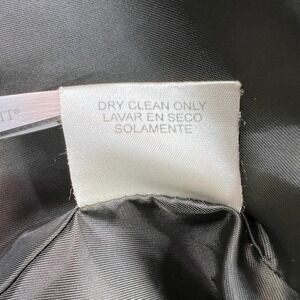 DRY CLEAN ONLY
LAVAR EN SECO
SOLAMENTE